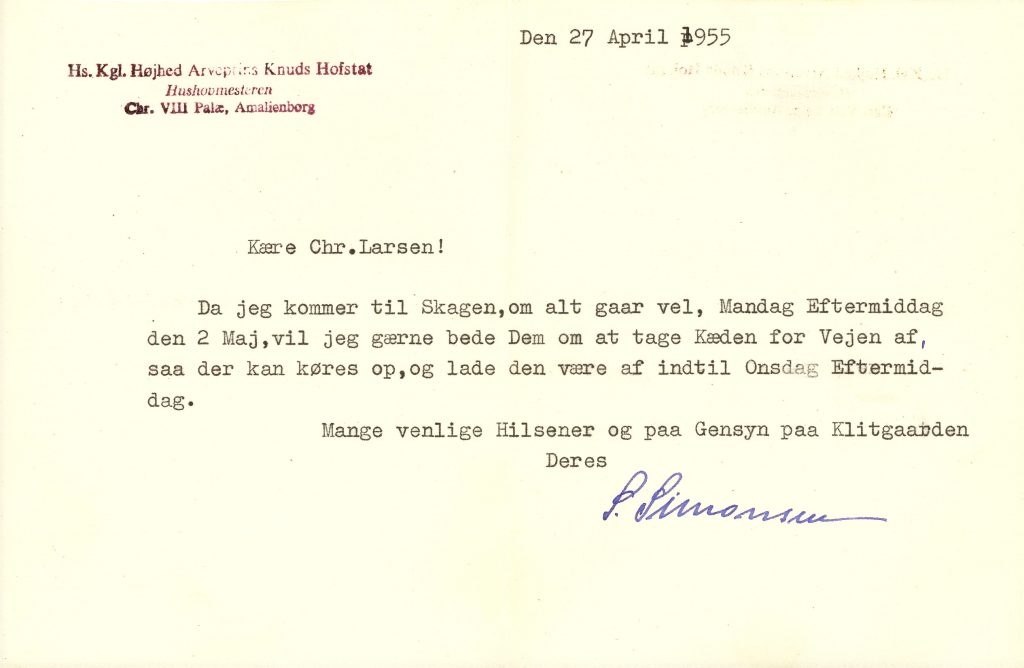 Den 27 April 1955
Hs. Kgl. Højhed Arveprins Knuds Hofstat
Hushovmesteren
Chr. VIII Palæ, Amalienborg
Kære Chr.Larsen!
Da jeg kommer til Skagen,om alt gaar vel, Mandag Eftermiddag
den 2 Maj,vil jeg gærne bede Dem om at tage Kæden for Vejen af,
saa der kan køres op,og lade den være af indtil Onsdag Eftermid-
dag.
Mange venlige Hilsener og paa Gensyn paa Klitgaarden
Deres
S. Simonsen